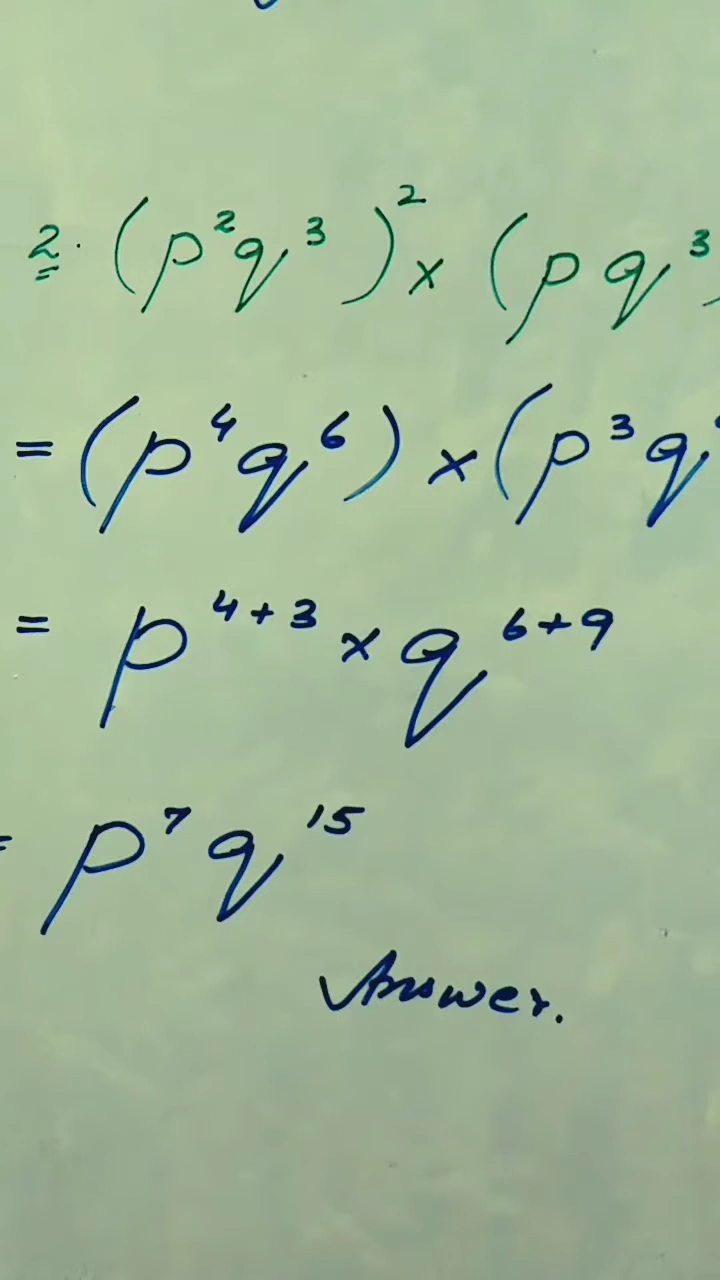 2. (p²q³)² × (pq³
= (p⁴q⁶) × (p³q
= p⁴⁺³ × q⁶⁺⁹
= p⁷q¹⁵
Answer.